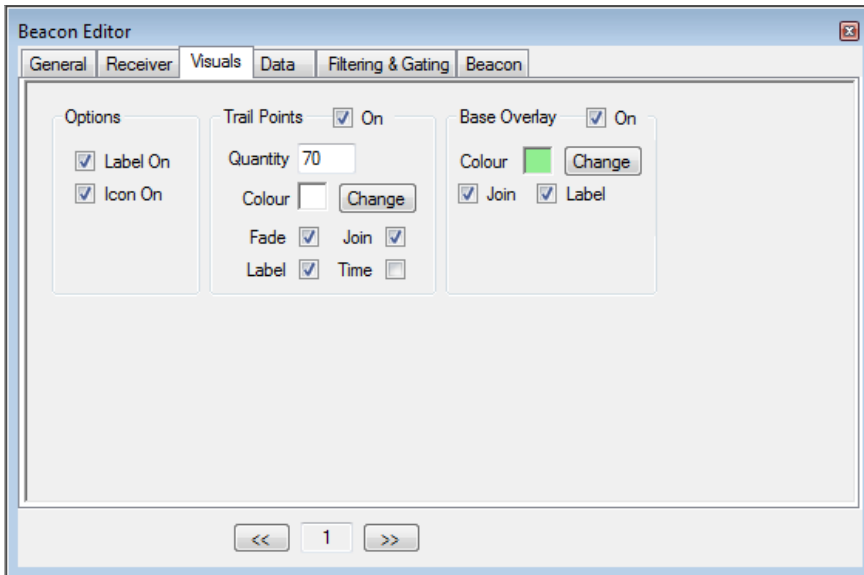 Beacon Editor
General Receiver Visuals Data Filtering & Gating Beacon
Options
Label On
Icon On
Trail Points On
Quantity 70
Colour Change
Fade Join
Label Time
Base Overlay On
Colour Change
Join Label
<< 1 >>